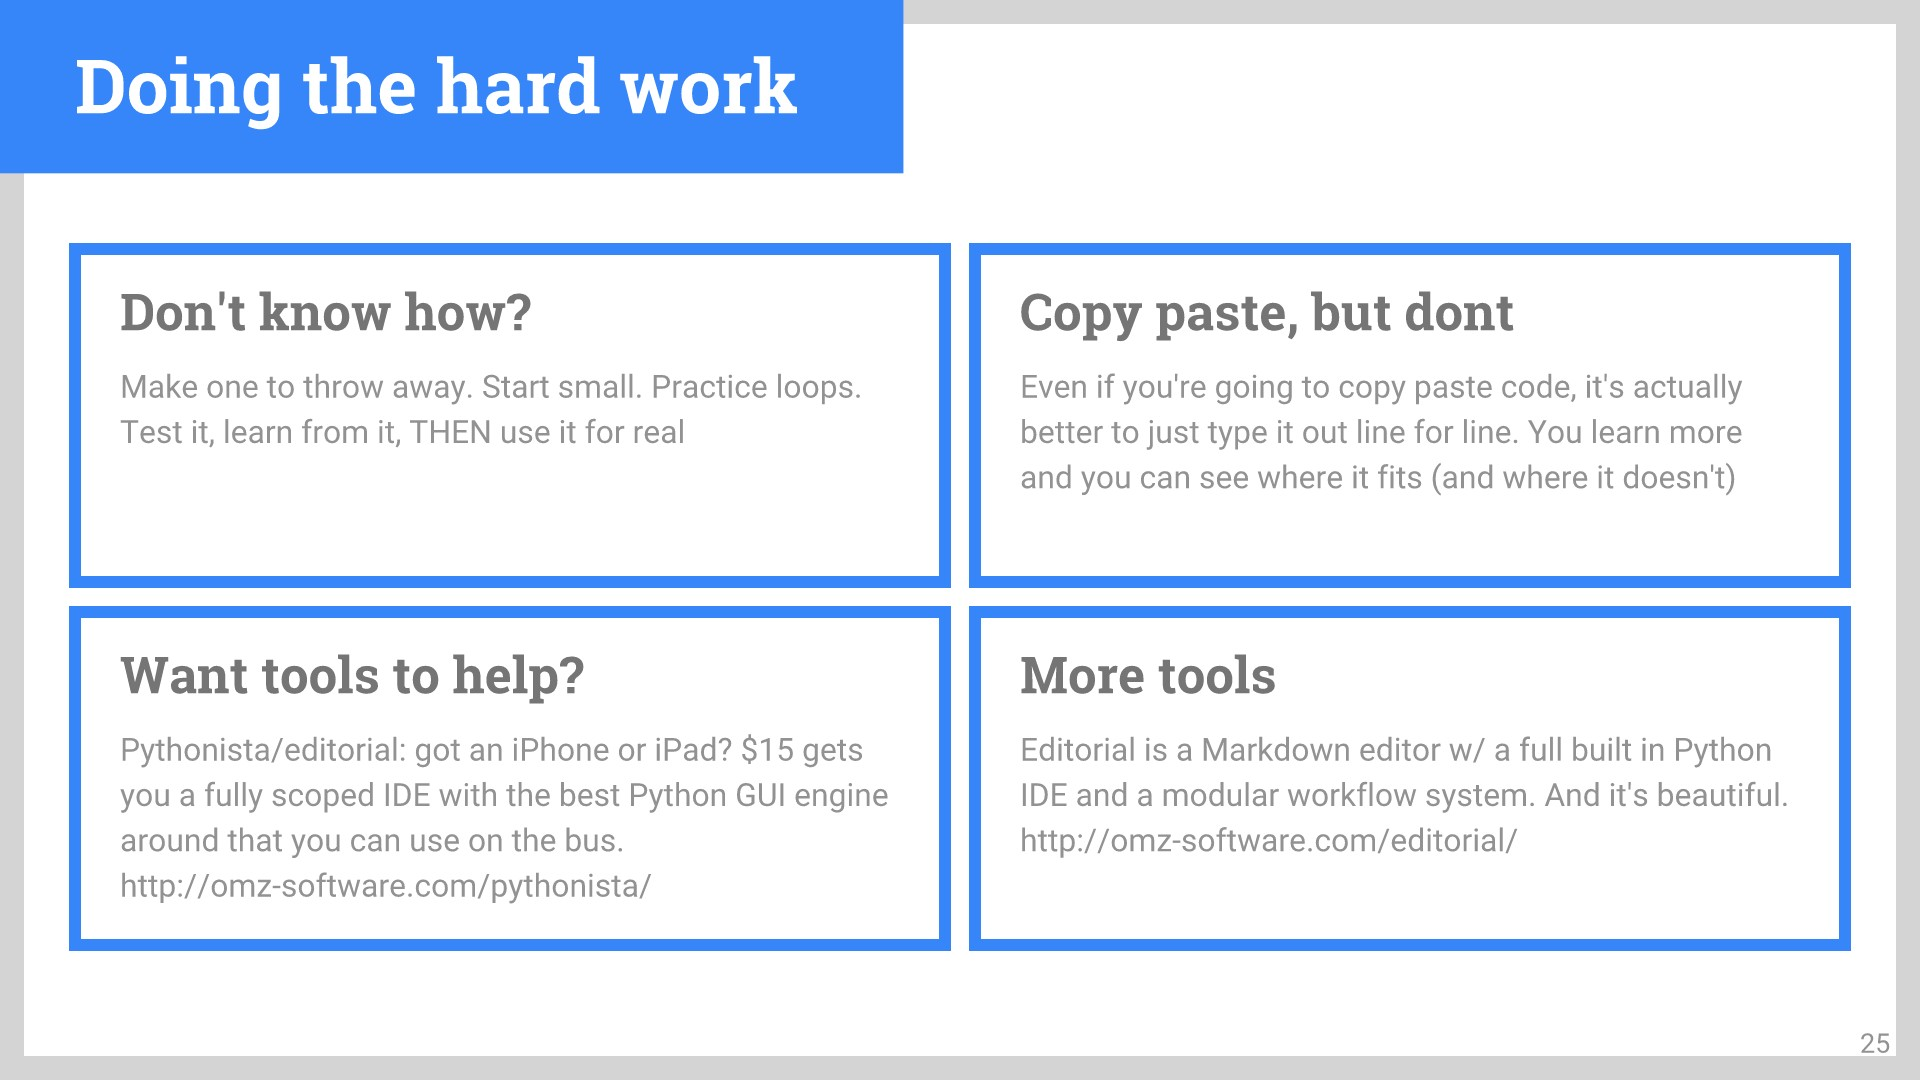 Doing the hard work
Don't know how?
Make one to throw away. Start small. Practice loops.
Test it, learn from it, THEN use it for real
Copy paste, but dont
Even if you're going to copy paste code, it's actually
better to just type it out line for line. You learn more
and you can see where it fits (and where it doesn't)
Want tools to help?
Pythonista/editorial: got an iPhone or iPad? $15 gets
you a fully scoped IDE with the best Python GUI engine
around that you can use on the bus.
http://omz-software.com/pythonista/
More tools
Editorial is a Markdown editor w/ a full built in Python
IDE and a modular workflow system. And it's beautiful.
http://omz-software.com/editorial/
25